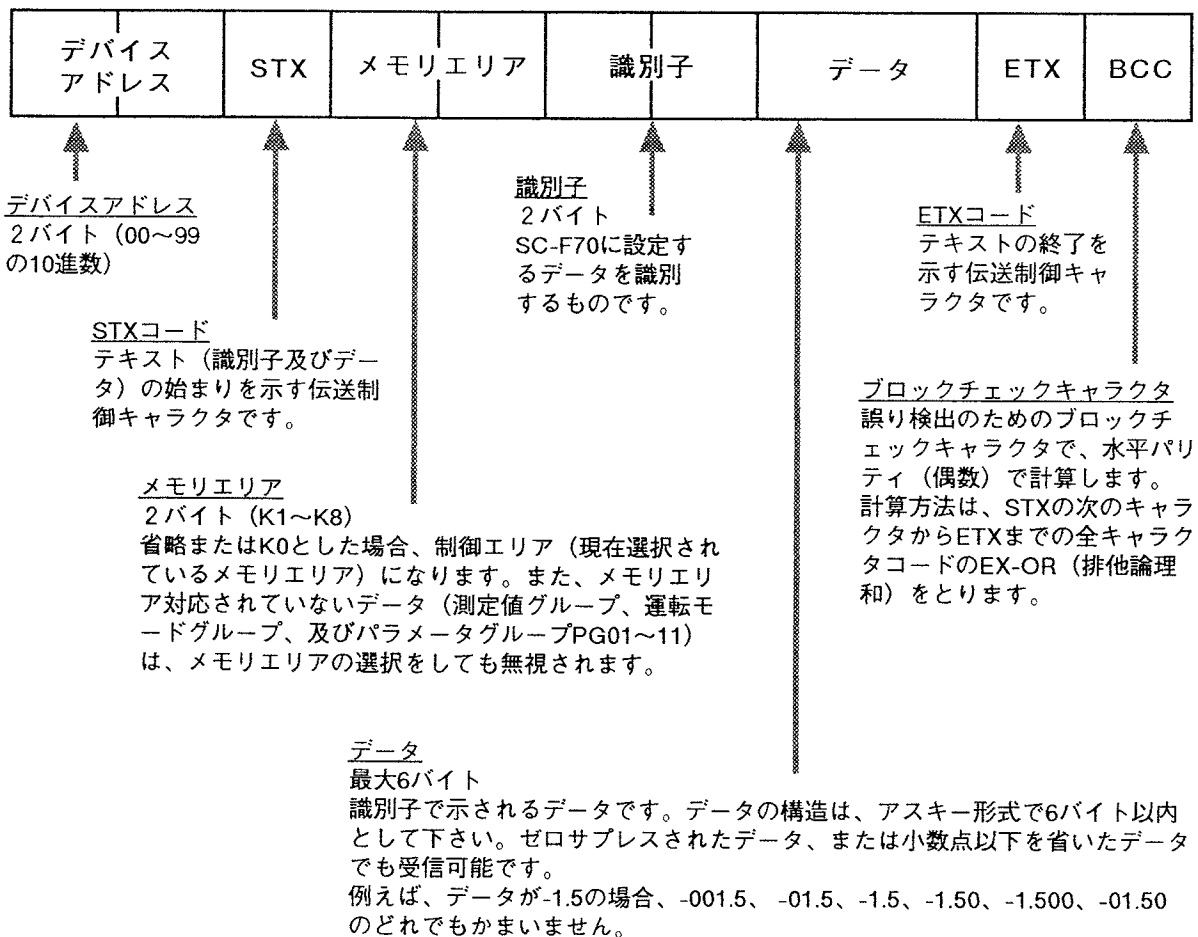 デバイス
アドレス
STX
メモリエリア
識別子
データ
ETX
BCC
デバイスアドレス
2バイト（00～99
の10進数）
STXコード
テキスト（識別子及びデー
タ）の始まりを示す伝送制
御キャラクタです。
メモリエリア
2バイト（K1～K8）
省略またはK0とした場合、制御エリア（現在選択され
ているメモリエリア）になります。また、メモリエリ
ア対応されていないデータ（測定値グループ、運転モ
ードグループ、及びパラメータグループPG01～11）
は、メモリエリアの選択をしても無視されます。
識別子
2バイト
SC-F70に設定す
るデータを識別
するものです。
データ
最大6バイト
識別子で示されるデータです。データの構造は、アスキー形式で6バイト以内
として下さい。ゼロサプレスされたデータ、または小数点以下を省いたデータ
でも受信可能です。
例えば、データが-1.5の場合、-001.5、 -01.5、-1.5、-1.50、-1.500、-01.50
のどれでもかまいません。
ETXコード
テキストの終了を
示す伝送制御キャ
ラクタです。
ブロックチェックキャラクタ
誤り検出のためのブロックチ
ェックキャラクタで、水平パリ
ティ（偶数）で計算します。
計算方法は、STXの次のキャラ
クタからETXまでの全キャラク
タコードのEX-OR（排他論理
和）をとります。